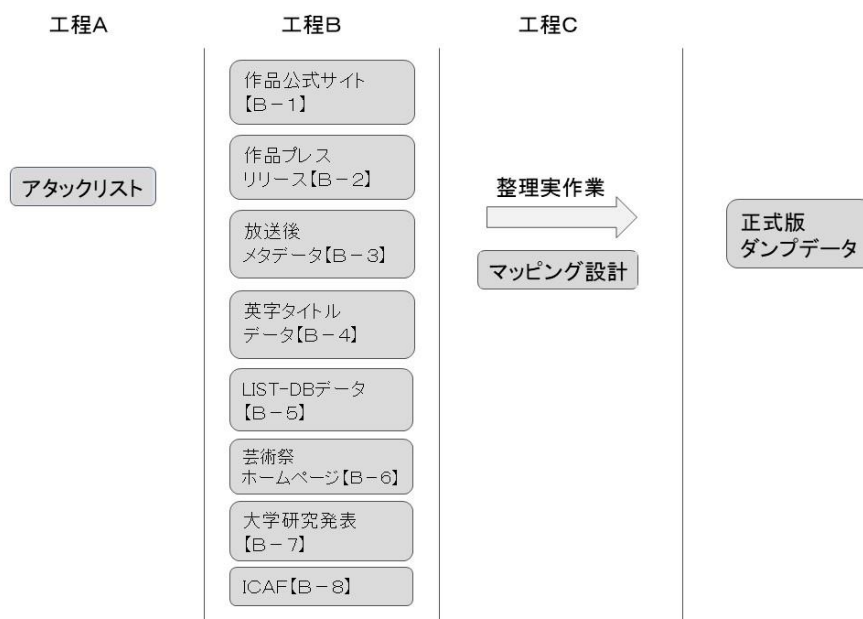 工程A
工程B
工程C
アタックリスト
作品公式サイト
【B－1】
作品プレス
リリース【B－2】
放送後
メタデータ【B－3】
英字タイトル
データ【B－4】
LIST-DBデータ
【B－5】
芸術祭
ホームページ【B－6】
大学研究発表
【B－7】
ICAF【B－8】
整理実作業
マッピング設計
正式版
ダンプデータ